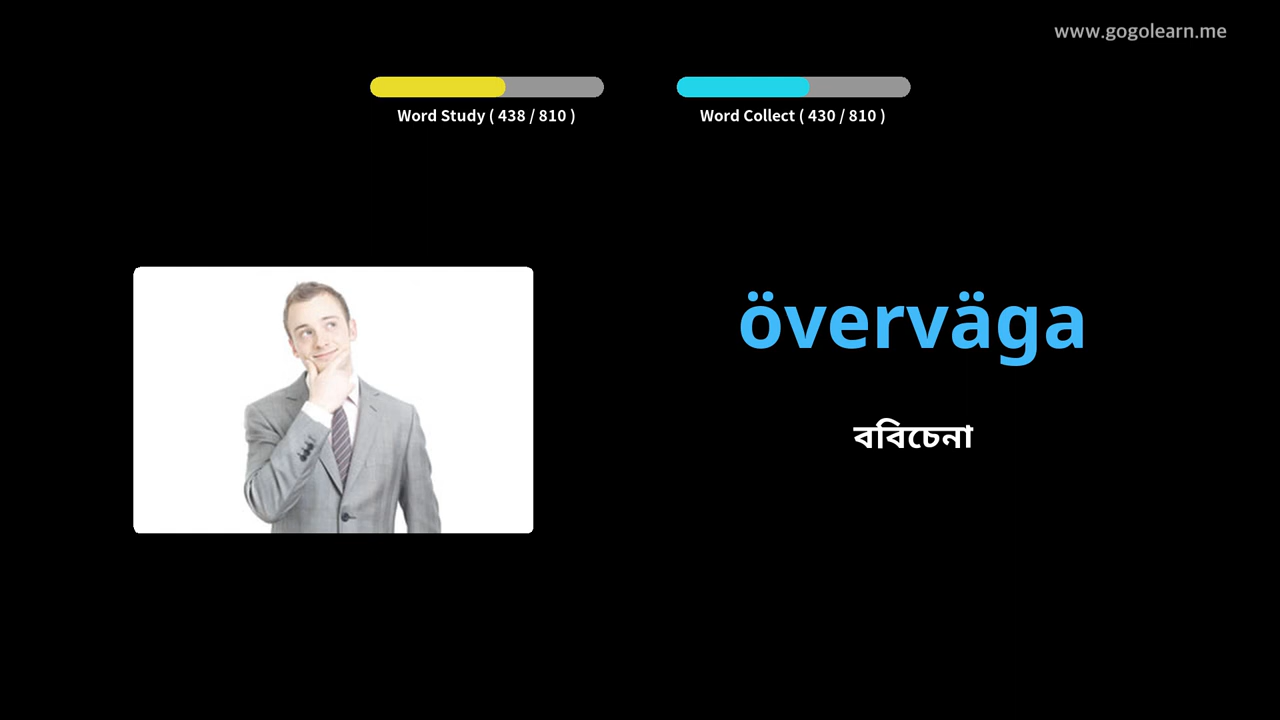 www.gogolearn.me
Word Study ( 438 / 810 )
Word Collect ( 430 / 810 )
överväga
ববিচেনা